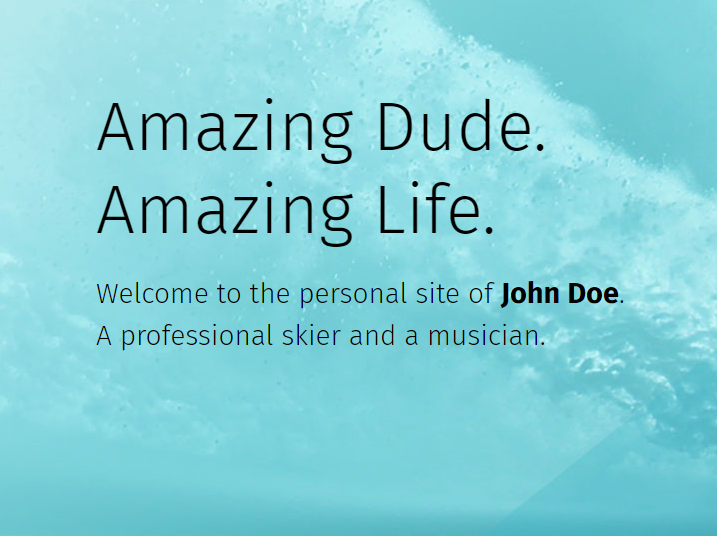 Amazing Dude.
Amazing Life.
Welcome to the personal site of John Doe.
A professional skier and a musician.